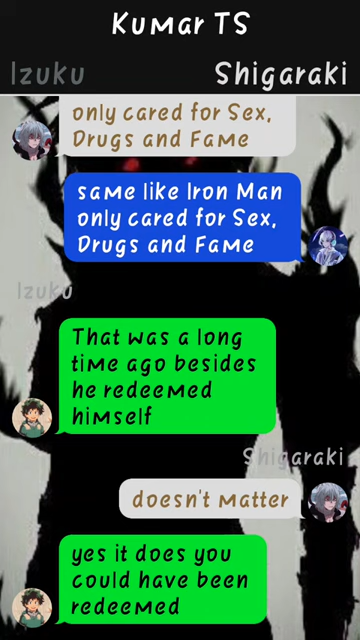 Kumar TS
Izuku
Shigaraki
only cared for Sex,
Drugs and Fame
same like Iron Man
only cared for Sex,
Drugs and Fame
Izuku
That was a long
time ago besides
he redeemed
himself
Shigaraki
doesn't matter
yes it does you
could have been
redeemed